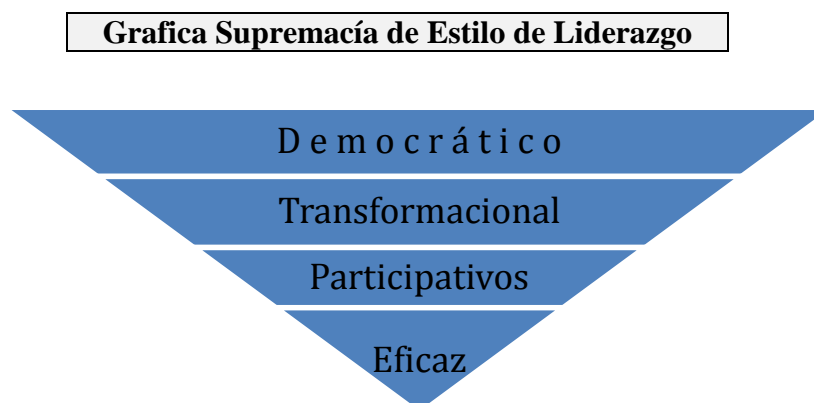 Grafica Supremacía de Estilo de Liderazgo
D e m o c r á t i c o
Transformacional
Participativos
Eficaz